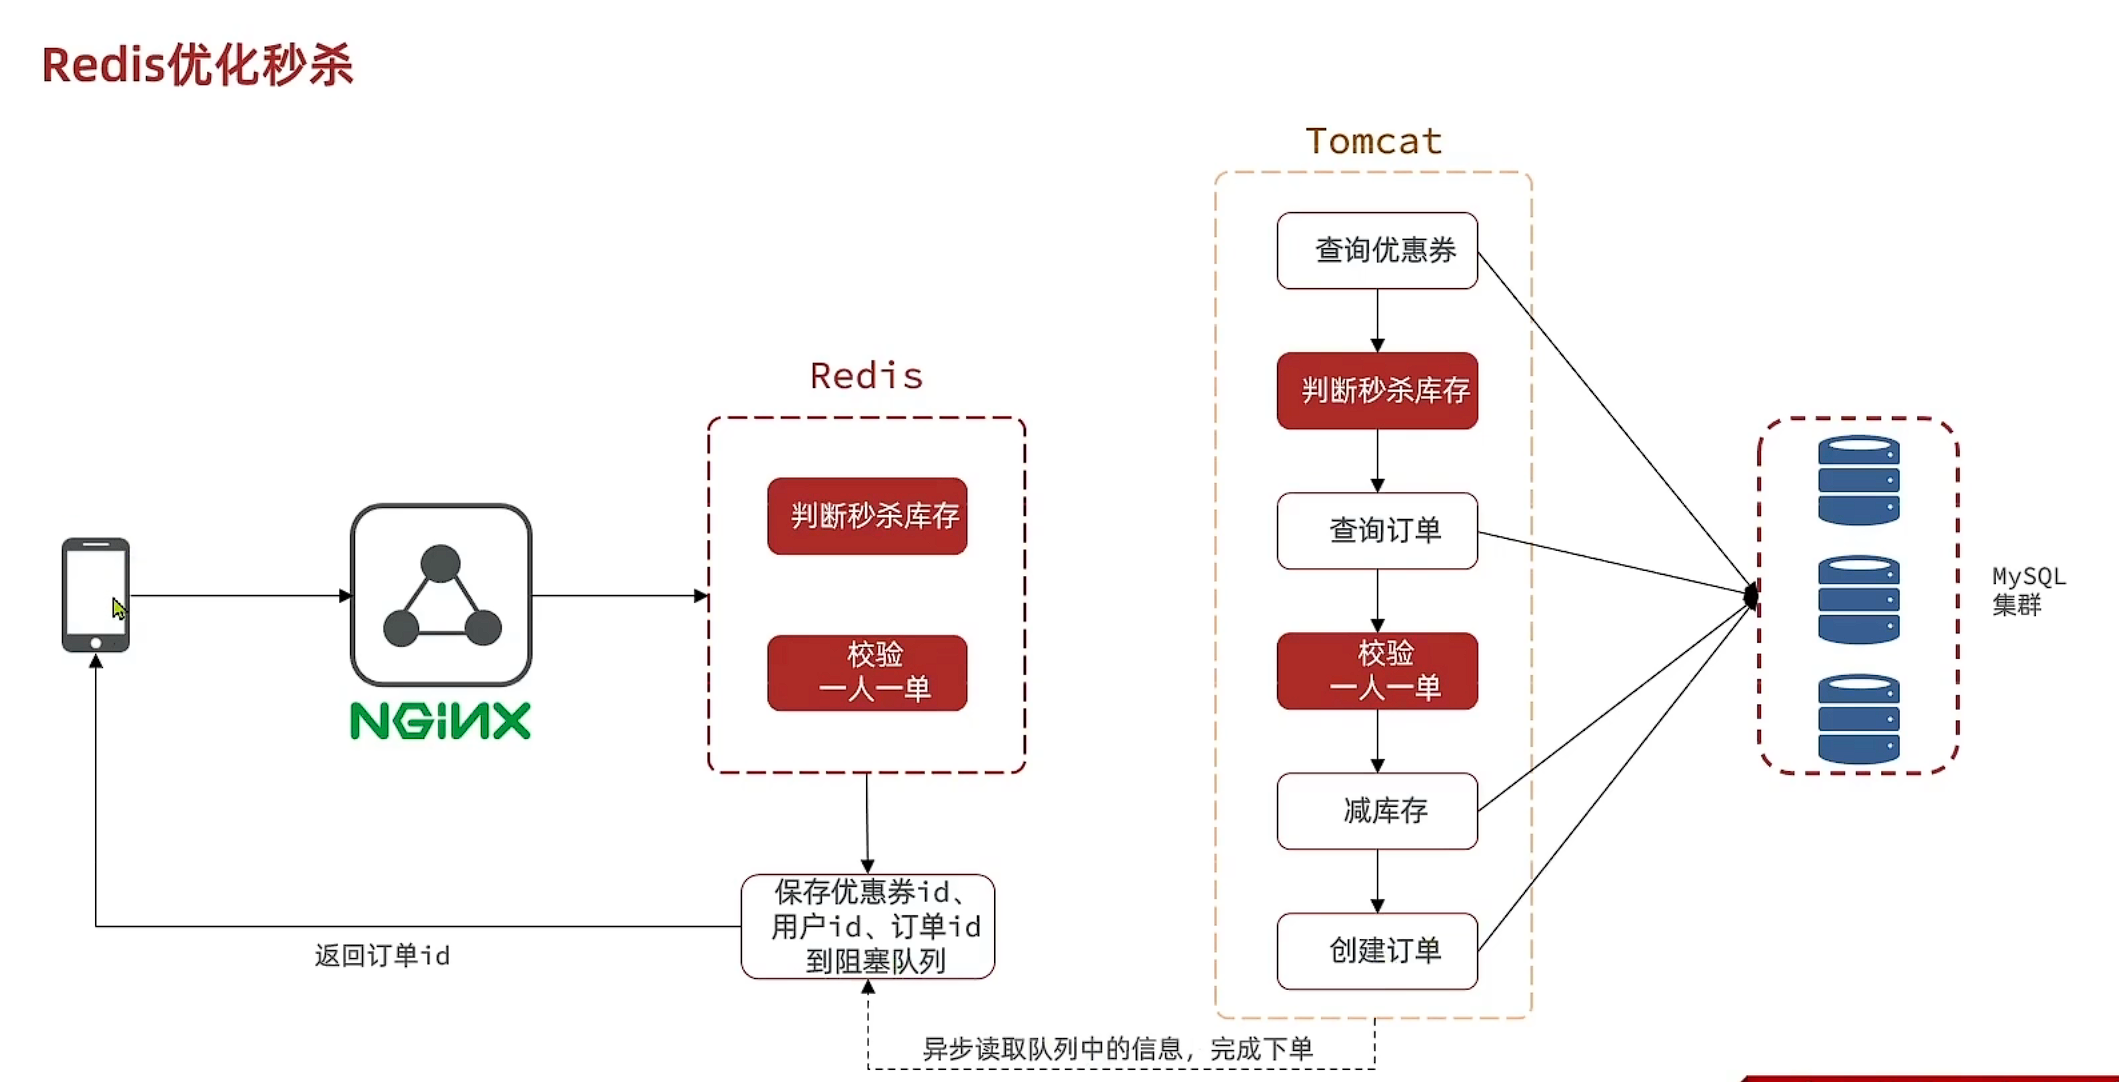 Redis优化秒杀
Tomcat
查询优惠券
判断秒杀库存
查询订单
校验
一人一单
减库存
创建订单
Redis
判断秒杀库存
校验
一人一单
NGiNX
保存优惠券id、
用户id、订单id
到阻塞队列
返回订单id
异步读取队列中的信息，完成下单
MySQL
集群